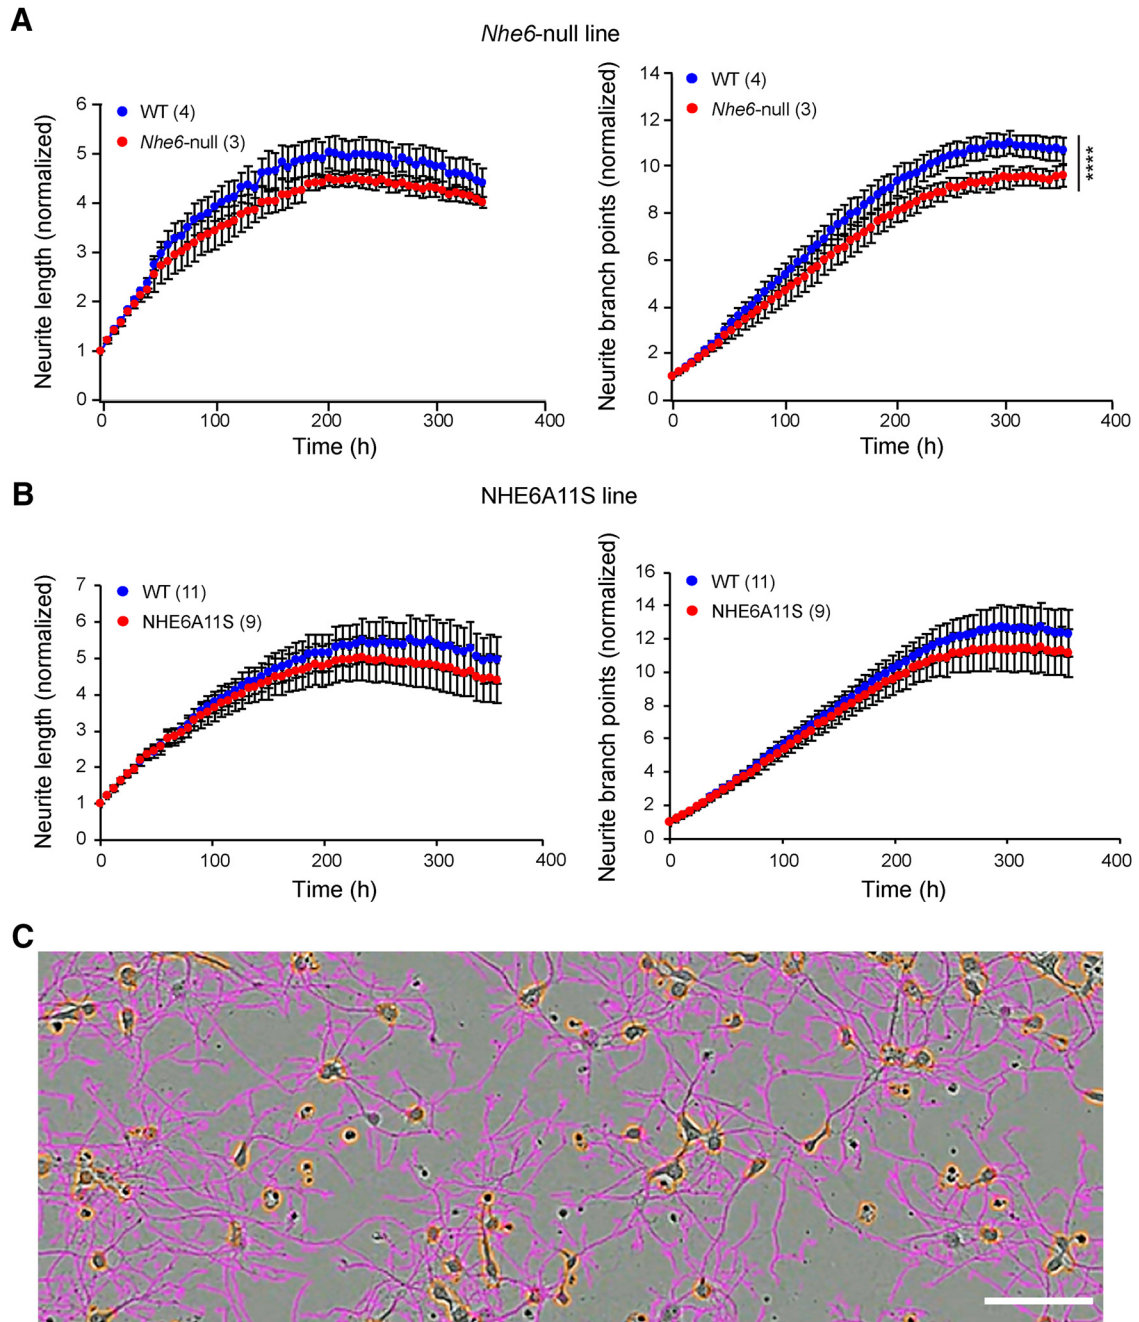 A
Nhe6-null line
Neurite length (normalized)
6
5
4
3
2
1
0
WT (4)
Nhe6-null (3)
0
100
200
300
400
Time (h)
Neurite branch points (normalized)
14
12
10
8
6
4
2
0
WT (4)
Nhe6-null (3)
****
0
100
200
300
400
Time (h)
B
NHE6A11S line
Neurite length (normalized)
7
6
5
4
3
2
1
0
WT (11)
NHE6A11S (9)
0
100
200
300
400
Time (h)
Neurite branch points (normalized)
16
14
12
10
8
6
4
2
0
WT (11)
NHE6A11S (9)
0
100
200
300
400
Time (h)
C